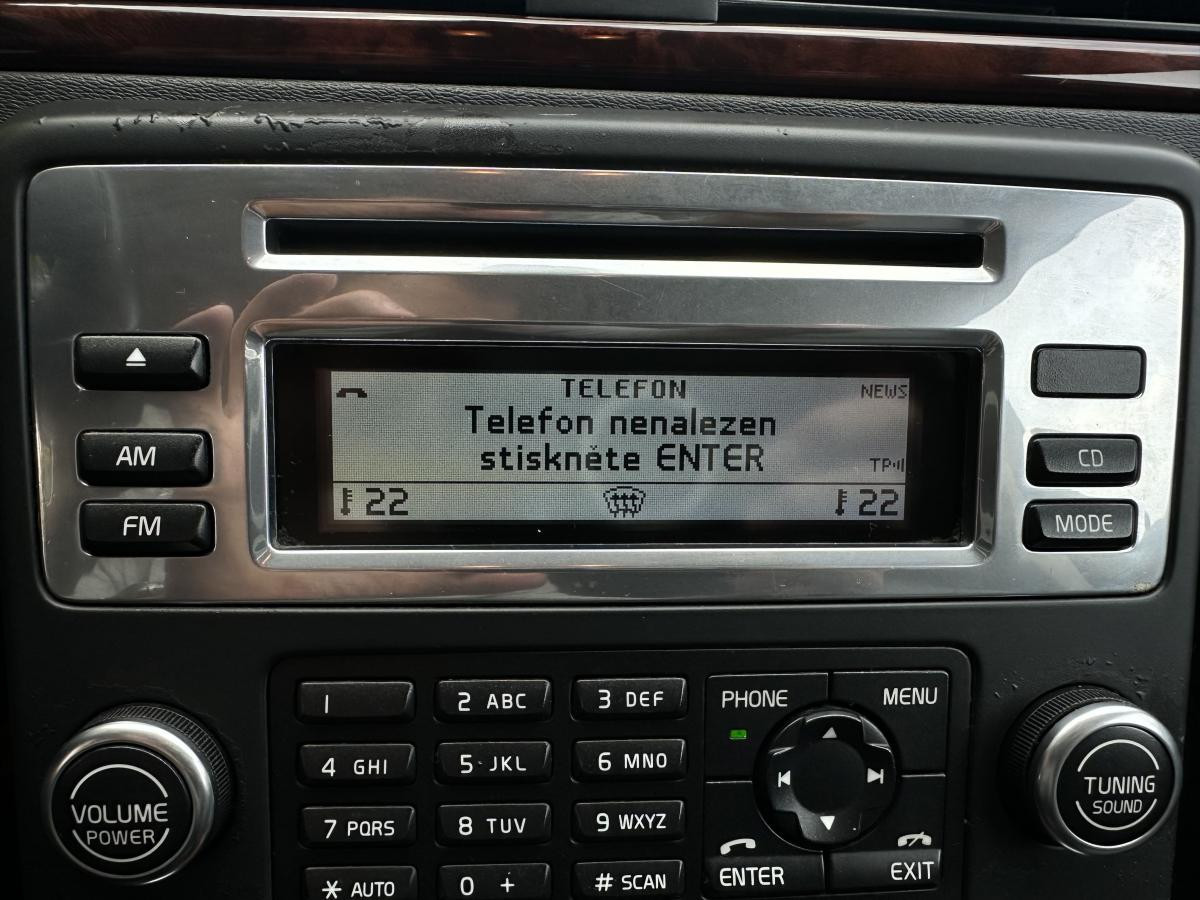 TELEFON
NEWS
Telefon nenalezen
stiskněte ENTER
TP
22
22
AM
FM
CD
MODE
1
2 ABC
3 DEF
4 GHI
5 JKL
6 MNO
7 PQRS
8 TUV
9 WXYZ
* AUTO
0 +
# SCAN
PHONE
MENU
ENTER
EXIT
VOLUME
POWER
TUNING
SOUND